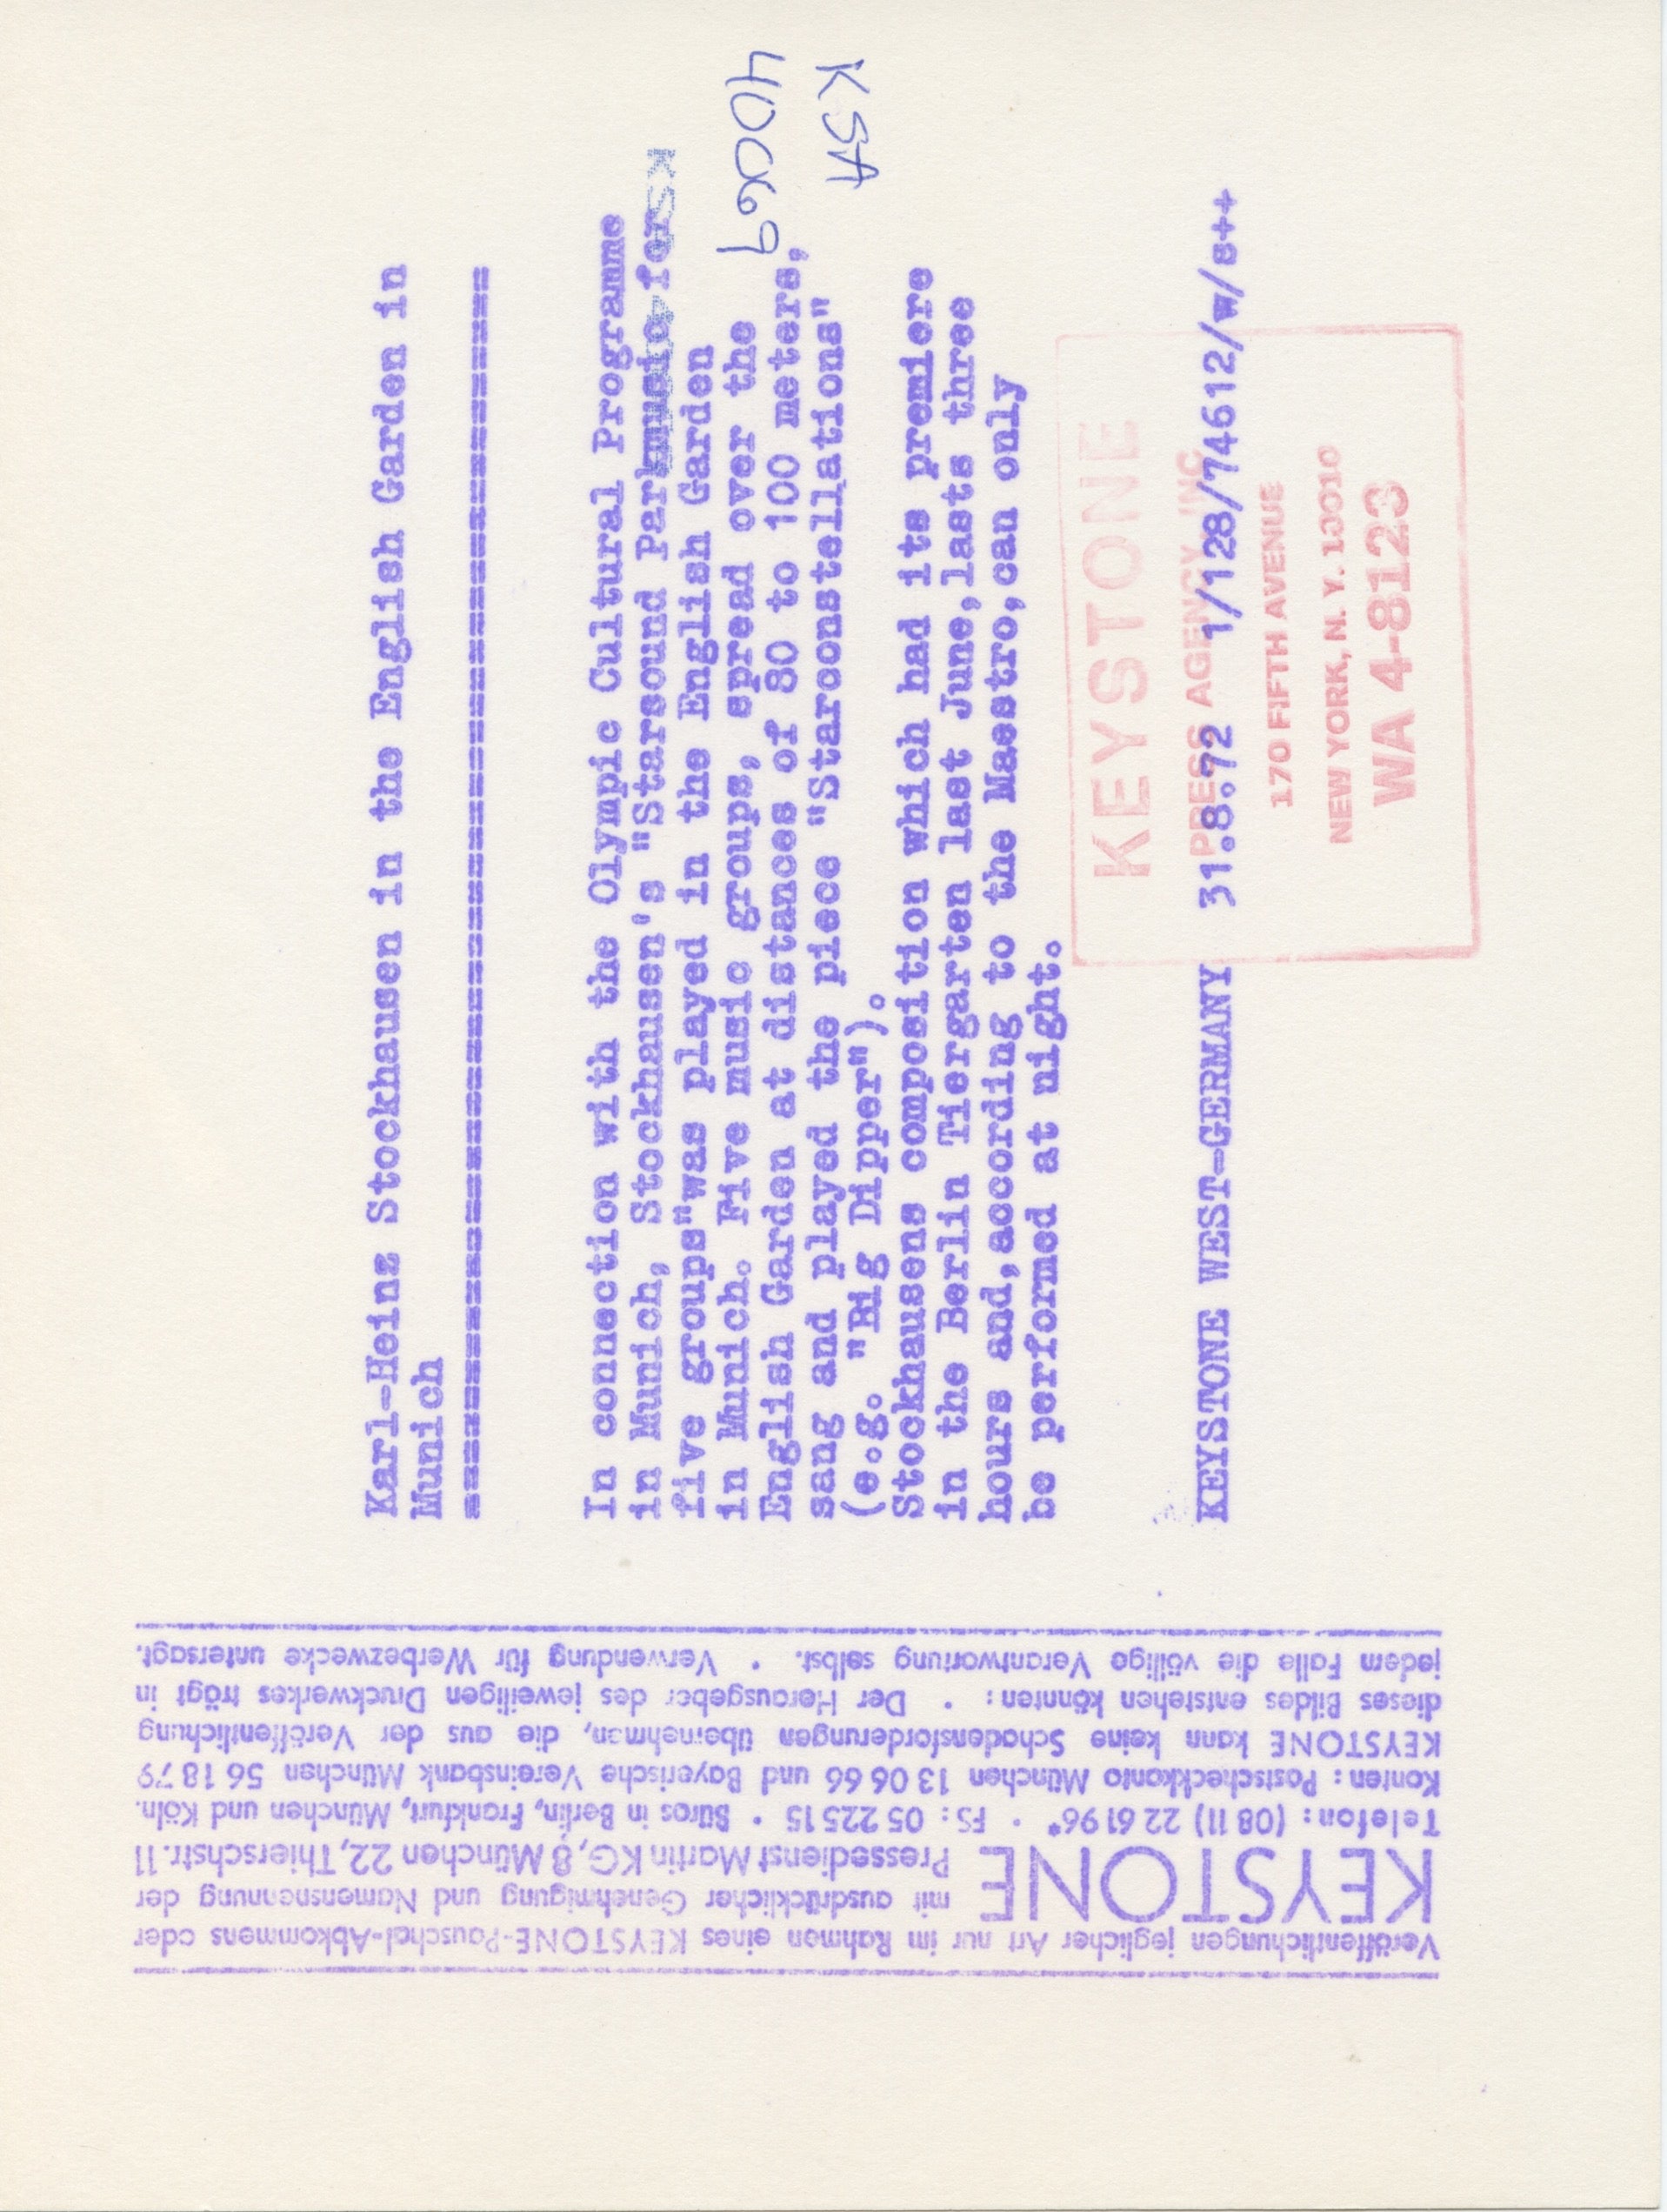 Karl-Heinz Stockhausen in the English Garden in
Munich
===============================================
In connection with the Olympic Cultural Programme
in Munich, Stockhausen's "Starsound Parkmusic for
five groups"was played in the English Garden
in Munich. Five music groups, spread over the
English Garden at distances of 80 to 100 meters,
sang and played the piece "Starconstellations"
(e.g. "Big Dipper").
Stockhausens composition which had its premiere
in the Berlin Tiergarten last June,lasts three
hours and,according to the Maestro,can only
be performed at night.
KEYSTONE WEST-GERMANY 31.8.72 1/128/74612/w/s++
KSA
KEYSTONE
PRESS AGENCY INC
170 FIFTH AVENUE
NEW YORK, N. Y. 10010
WA 4-8123
Veröffentlichungen jeglicher Art nur im Rahmen eines KEYSTONE-Pauschal-Abkommens oder
KEYSTONE mit ausdrücklicher Genehmigung und Namensnennung der
Pressedienst Martin KG, 8 München 22, Thierschstr. 11
Telefon: (08 11) 22 61 96* • FS: 05 22515 • Büros in Berlin, Frankfurt, München und Köln.
Konten: Postscheckkonto München 13 06 66 und Bayerische Vereinsbank München 56 18 79
KEYSTONE kann keine Schadensforderungen übernehmen, die aus der Veröffentlichung
dieses Bildes entstehen könnten: • Der Herausgeber des jeweiligen Druckwerkes trägt in
jedem Falle die völlige Verantwortung selbst. • Verwendung für Werbezwecke untersagt.